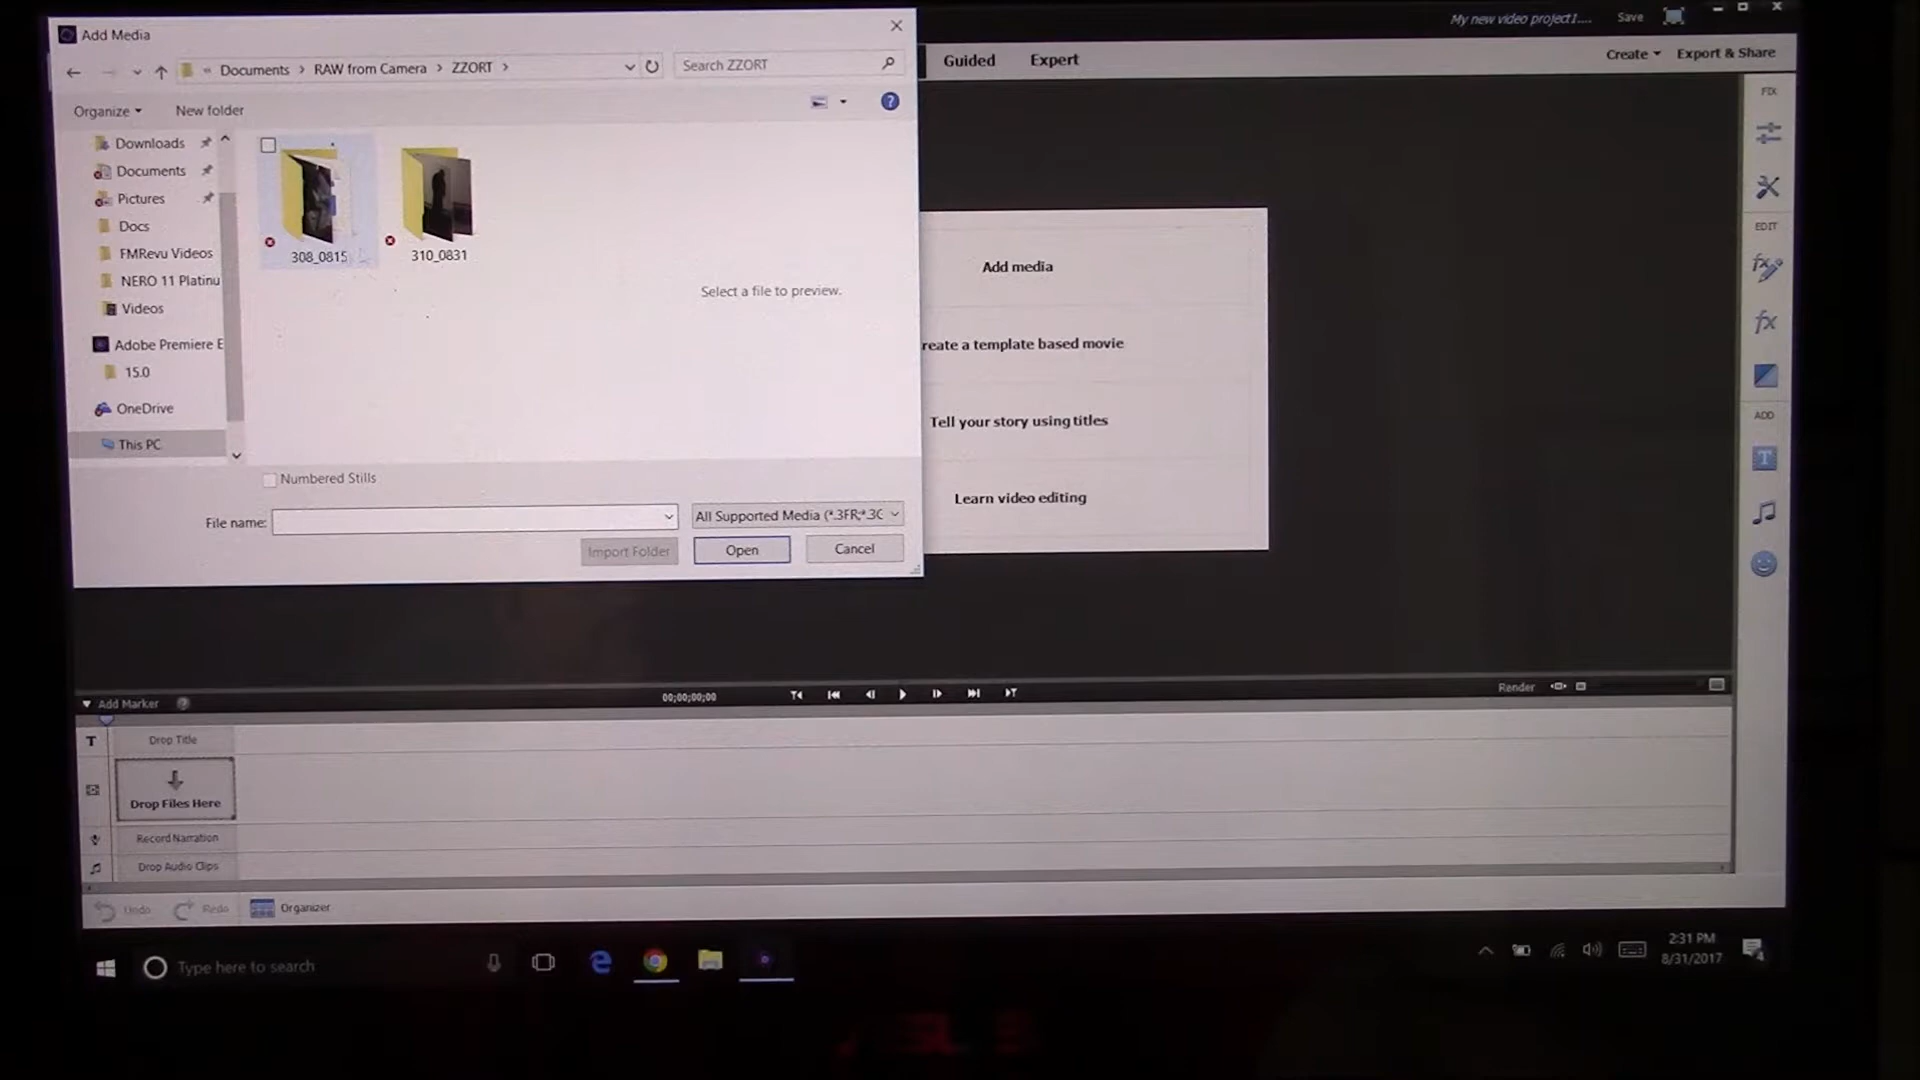 Add Media
« Documents > RAW from Camera > ZZORT >
Search ZZORT
Organize
New folder
Downloads
Documents
Pictures
Docs
FMRevu Videos
NERO 11 Platinu
Videos
Adobe Premiere E
15.0
OneDrive
This PC
308_0815
310_0831
Select a file to preview.
Numbered Stills
File name:
All Supported Media (*.3FR;*.3G
Import Folder
Open
Cancel
My new video project1....
Save
Guided
Expert
Create
Export & Share
Add media
reate a template based movie
Tell your story using titles
Learn video editing
FIX
EDIT
fx
ADD
T
Add Marker
00;00;00;00
Render
T
Drop Title
Drop Files Here
Record Narration
Drop Audio Clips
Undo
Redo
Organizer
Type here to search
2:31 PM
8/31/2017